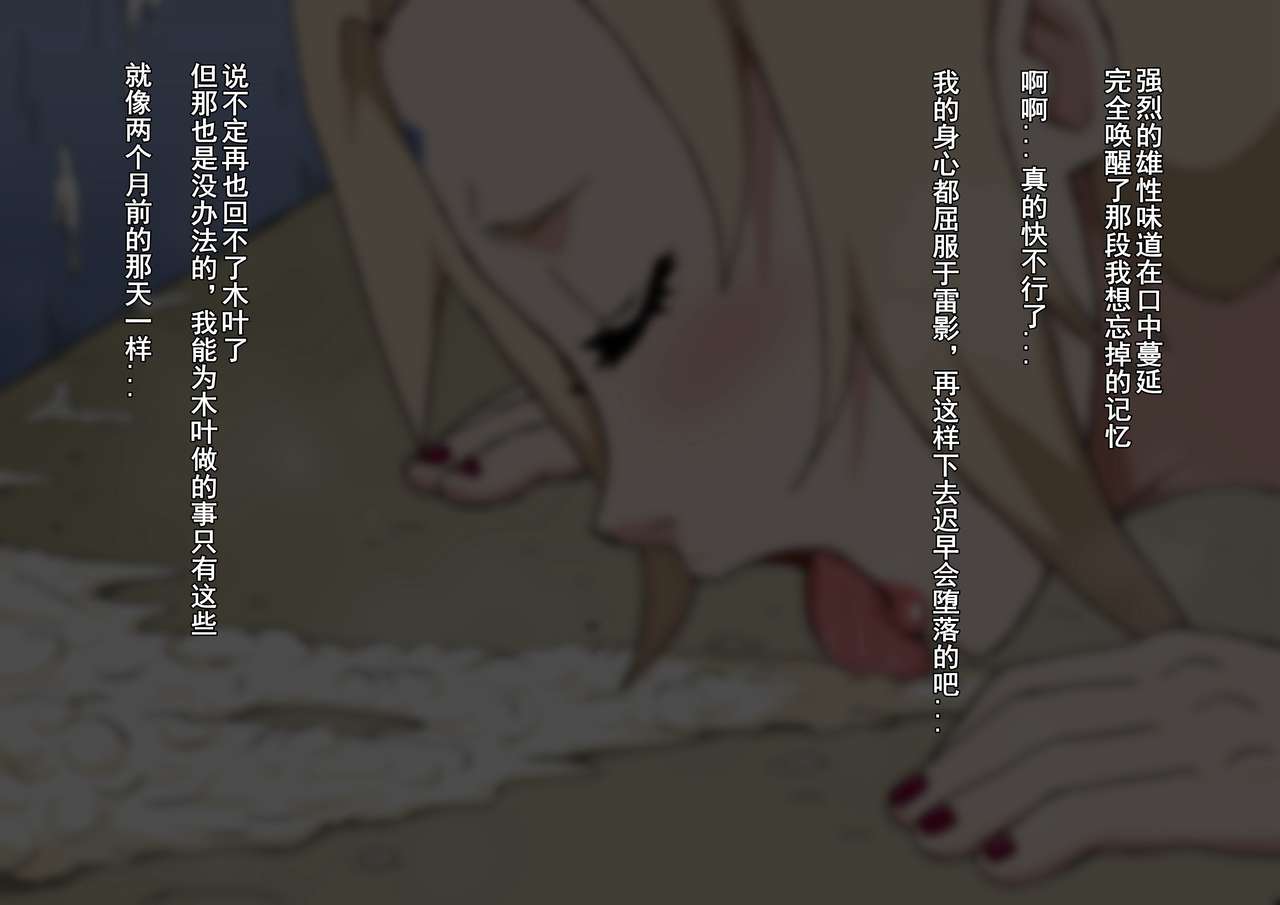 强烈的雄性味道在口中蔓延
完全唤醒了那段我想忘掉的记忆
啊啊...真的快不行了...
我的身心都屈服于雷影，再这样下去迟早会堕落的吧...
说不定再也回不了木叶了
但那也是没办法的，我能为木叶做的事只有这些
就像两个月前的那天一样...